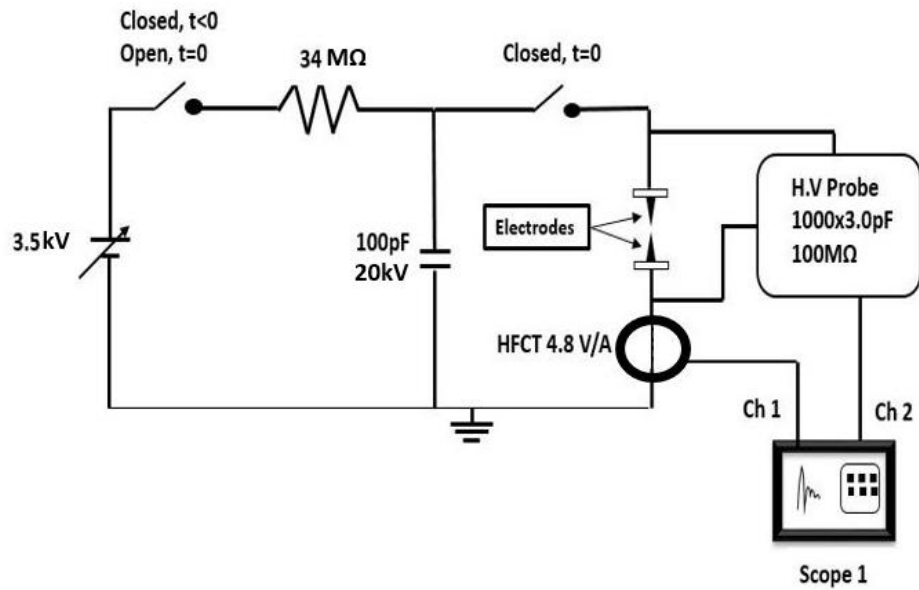 Closed, t<0
Open, t=0
34 MΩ
Closed, t=0
3.5kV
100pF
20kV
Electrodes
H.V Probe
1000x3.0pF
100MΩ
HFCT 4.8 V/A
Ch 1
Ch 2
Scope 1